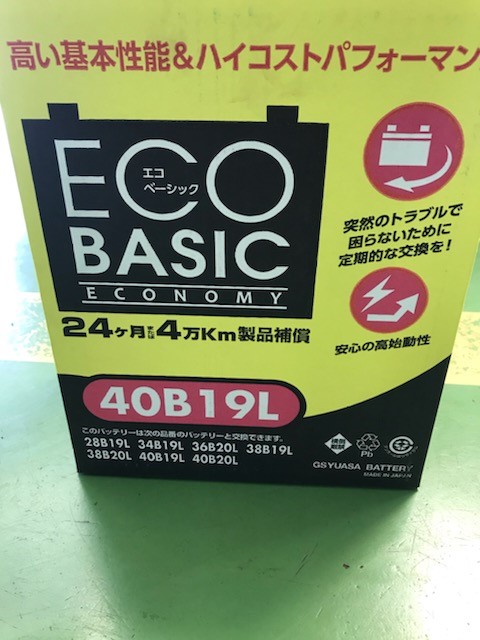 高い基本性能&ハイコストパフォーマン
ECO
エコ
ベーシック
BASIC
ECONOMY
24ヶ月または4万Km製品補償
突然のトラブルで
困らないために
定期的な交換を!
安心の高始動性
40B19L
このバッテリーは次の品番のバッテリーと交換できます。
28B19L 34B19L 36B20L 38B19L
38B20L 40B19L 40B20L
Pb
GSYUASA BATTERY
MADE IN JAPAN